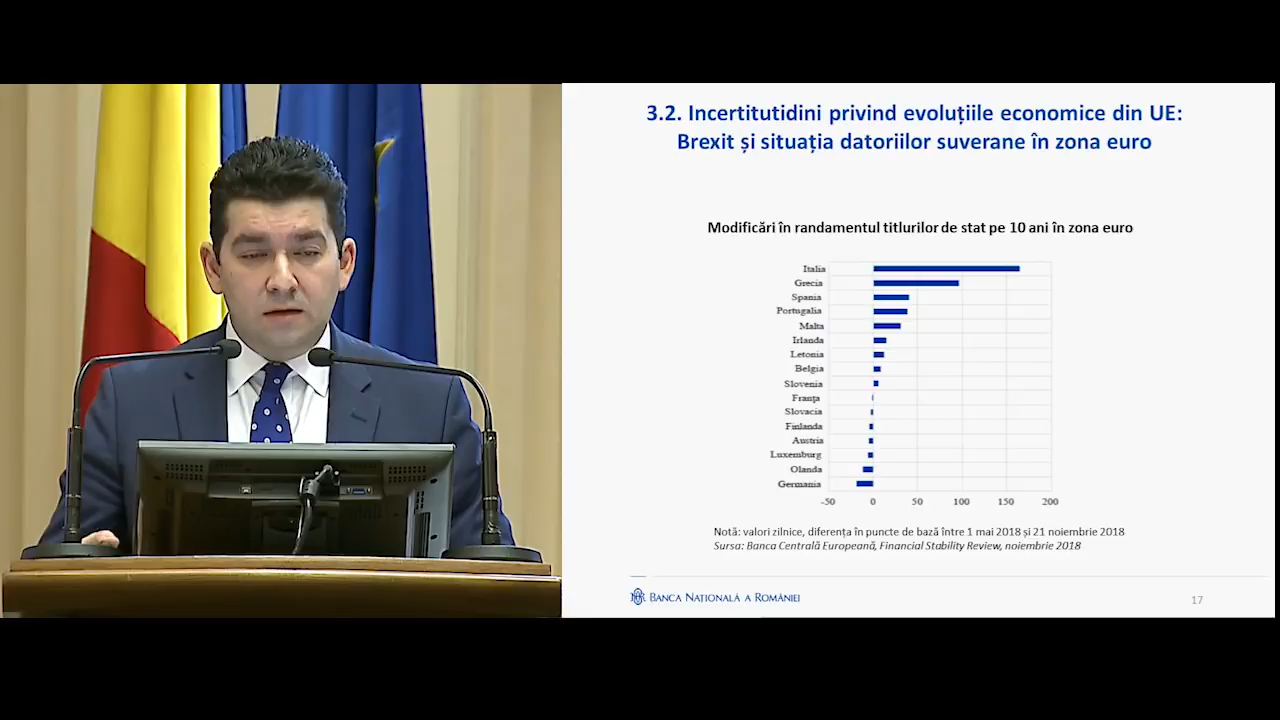 3.2. Incertitutidini privind evoluțiile economice din UE:
Brexit și situația datoriilor suverane în zona euro
Modificări în randamentul titlurilor de stat pe 10 ani în zona euro
Italia
Grecia
Spania
Portugalia
Malta
Irlanda
Letonia
Belgia
Slovenia
Franța
Slovacia
Finlanda
Austria
Luxemburg
Olanda
Germania
-50 0 50 100 150 200
Notă: valori zilnice, diferența în puncte de bază între 1 mai 2018 și 21 noiembrie 2018
Sursa: Banca Centrală Europeană, Financial Stability Review, noiembrie 2018
BANCA NAȚIONALĂ A ROMÂNIEI
17